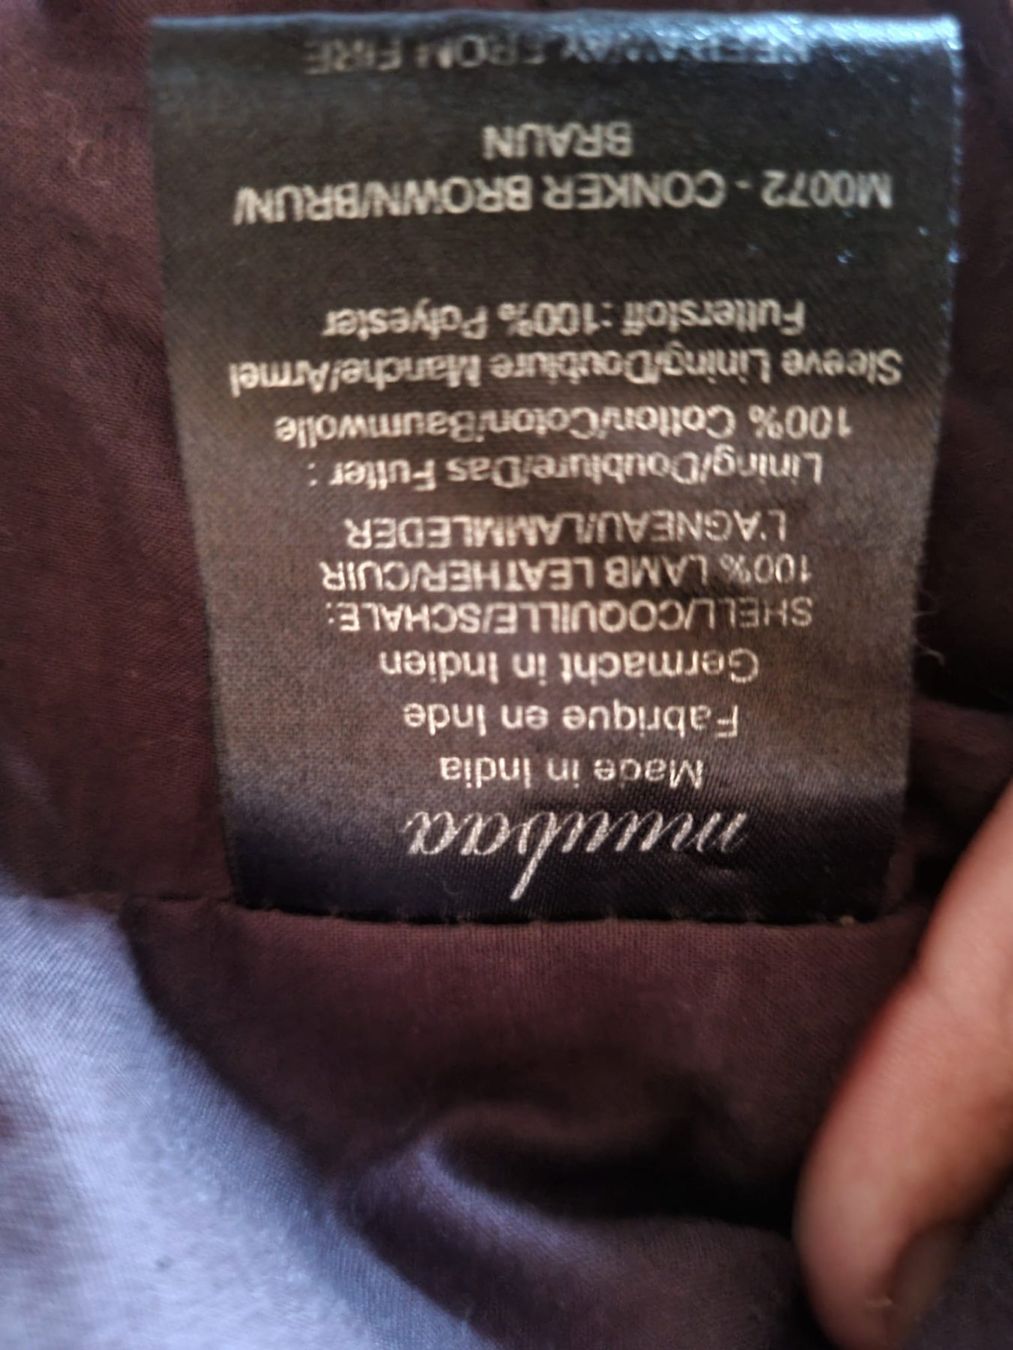 muubaa
Made in India
Fabrique en Inde
Germacht in Indien
SHELL/COQUILLE/SCHALE:
100% LAMB LEATHER/CUIR
L'AGNEAU/LAMMLEDER
Lining/Doublure/Das Futter :
100% Cotton/Coton/Baumwolle
Sleeve Lining/Doublure Manche/Armel
Futterstoff :100% Polyester
M0072 - CONKER BROWN/BRUN/
BRAUN
KEEP AWAY FROM FIRE